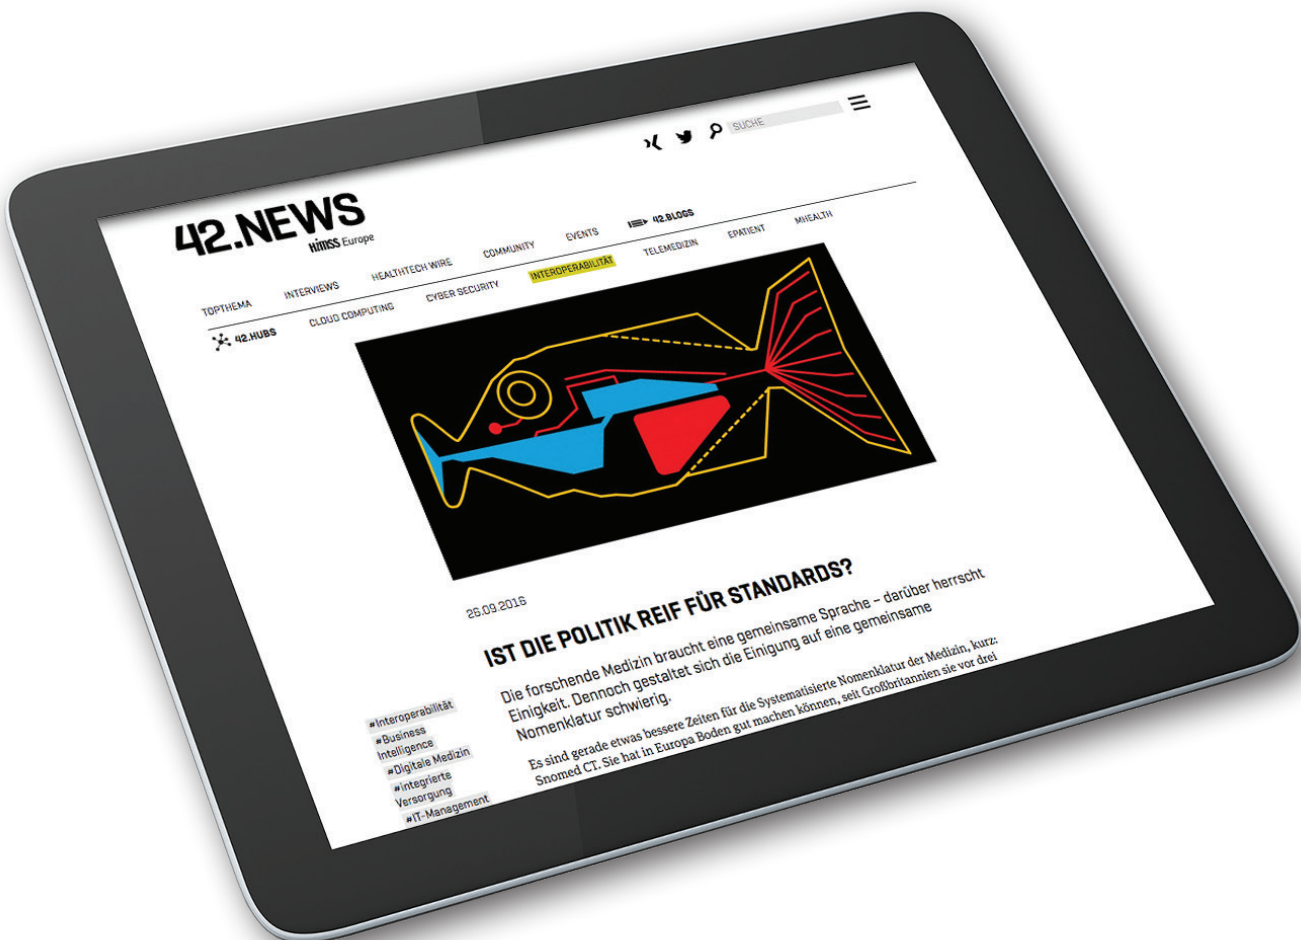 SUCHE
42.NEWS
HIMSS Europe
TOPTHEMA INTERVIEWS HEALTHTECH WIRE COMMUNITY EVENTS 42.BLOGS
42.HUBS CLOUD COMPUTING CYBER SECURITY INTEROPERABILITÄT TELEMEDIZIN EPATIENT MHEALTH
26.09.2016
IST DIE POLITIK REIF FÜR STANDARDS?
Die forschende Medizin braucht eine gemeinsame Sprache – darüber herrscht
Einigkeit. Dennoch gestaltet sich die Einigung auf eine gemeinsame
Nomenklatur schwierig.
Es sind gerade etwas bessere Zeiten für die Systematisierte Nomenklatur der Medizin, kurz:
Snomed CT. Sie hat in Europa Boden gut machen können, seit Großbritannien sie vor drei
#Interoperabilität
#Business
Intelligence
#Digitale Medizin
#integrierte
Versorgung
#IT-Management